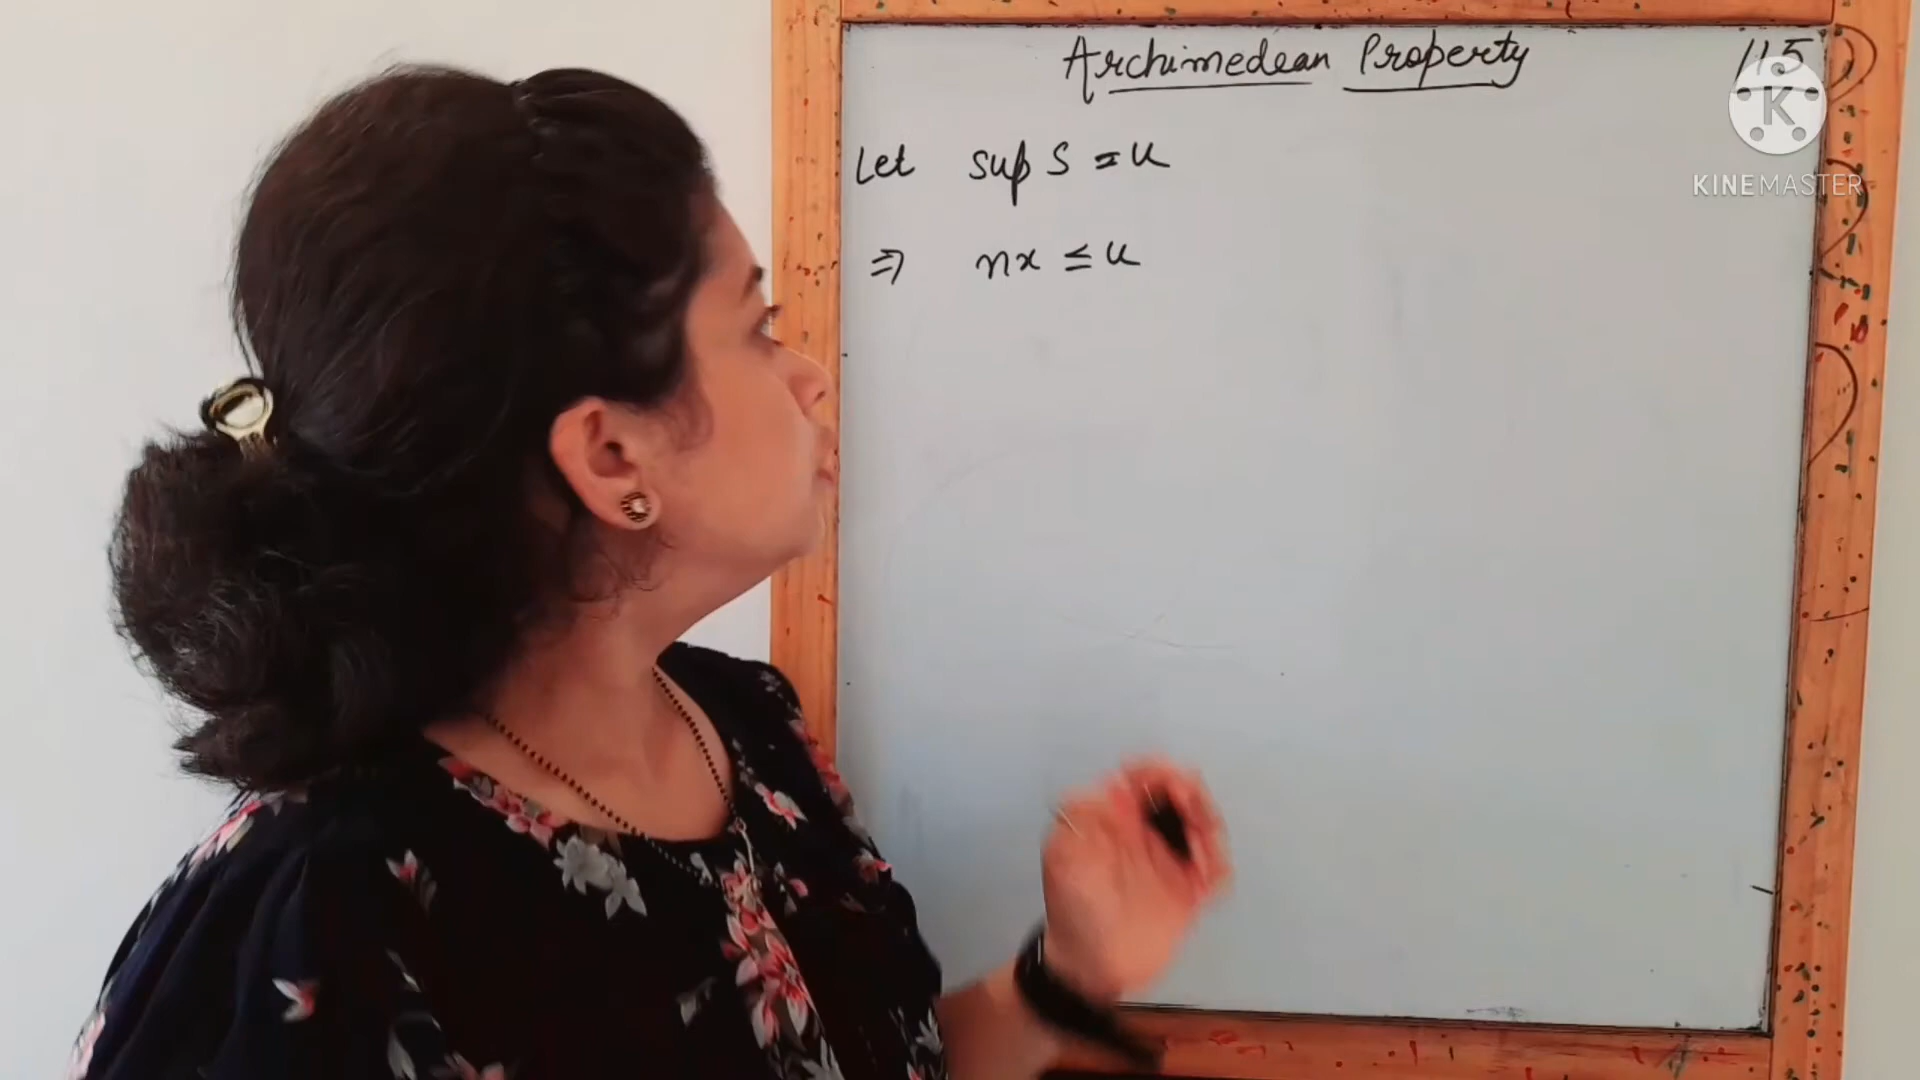 Archimedean Property 115
K
KINEMASTER
Let sup S = u
⇒ nx ≤ u